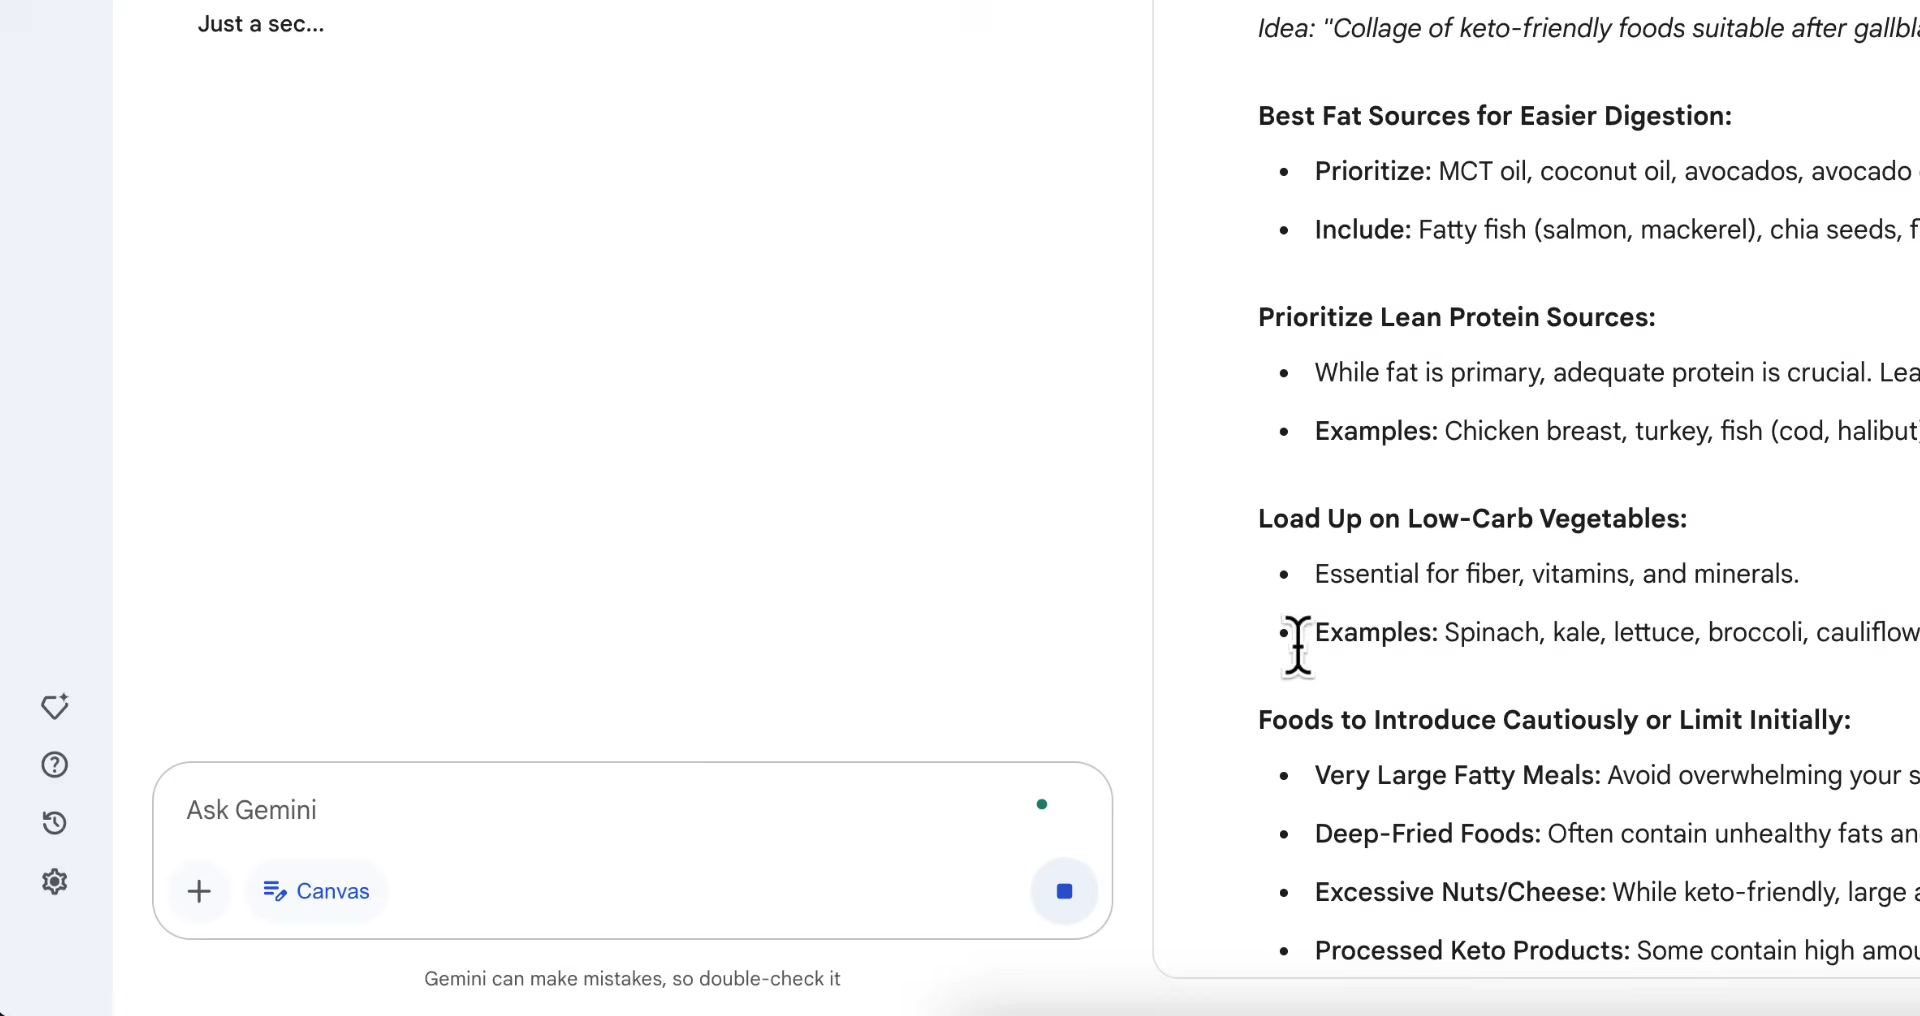 Just a sec...
Ask Gemini
Canvas
Gemini can make mistakes, so double-check it
Idea: "Collage of keto-friendly foods suitable after
Best Fat Sources for Easier Digestion:
• Prioritize: MCT oil, coconut oil, avocados, avocado
• Include: Fatty fish (salmon, mackerel), chia seeds,
Prioritize Lean Protein Sources:
• While fat is primary, adequate protein is crucial.
• Examples: Chicken breast, turkey, fish (cod, halibut
Load Up on Low-Carb Vegetables:
• Essential for fiber, vitamins, and minerals.
• Examples: Spinach, kale, lettuce, broccoli,
Foods to Introduce Cautiously or Limit Initially:
• Very Large Fatty Meals: Avoid overwhelming your
• Deep-Fried Foods: Often contain unhealthy fats
• Excessive Nuts/Cheese: While keto-friendly, large
• Processed Keto Products: Some contain high